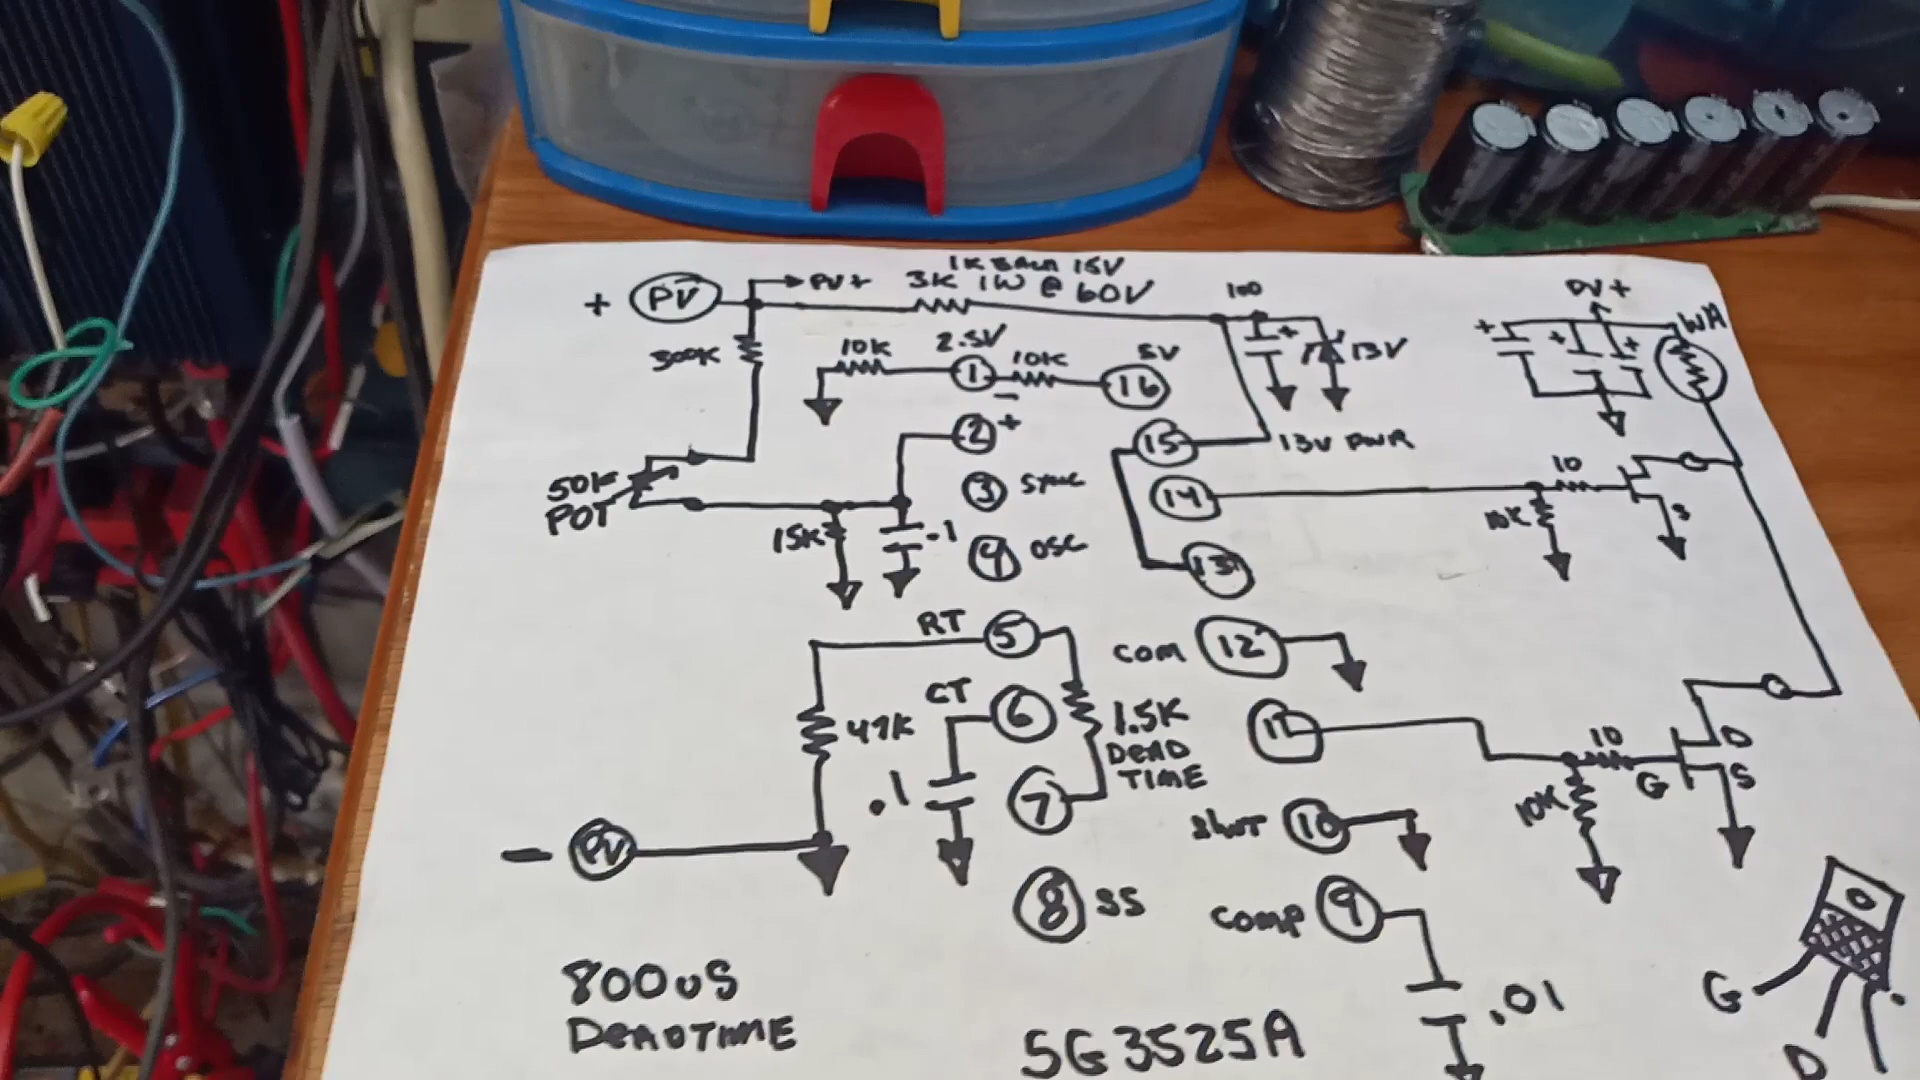 1K EACH 15V
+ PV → PV+ 3K 1W @ 60V
100
PV+
WH
+
+
+
300K
10K
2.5V
1
10K
5V
16
+
13V
-
2 +
15
13V PWR
50K
POT
3 SYNC
14
10
10K
S
15K
.1
4 OSC
13
RT
5
COM 12
CT
6
47K
1.5K
DEAD
TIME
11
10
D
G
S
10K
.1
7
SHUT 10
- PV
8 SS
COMP 9
.01
800uS
DEADTIME
SG3525A
G
D